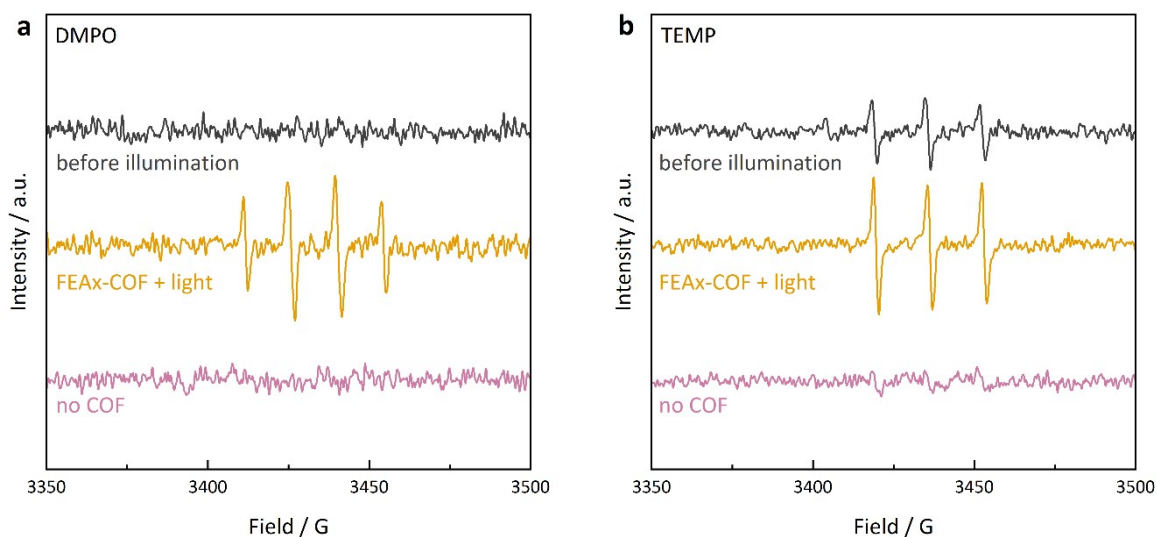 a
DMPO
before illumination
FEAx-COF + light
no COF
Intensity / a.u.
3350
3400
3450
3500
Field / G
b
TEMP
before illumination
FEAx-COF + light
no COF
Intensity / a.u.
3350
3400
3450
3500
Field / G